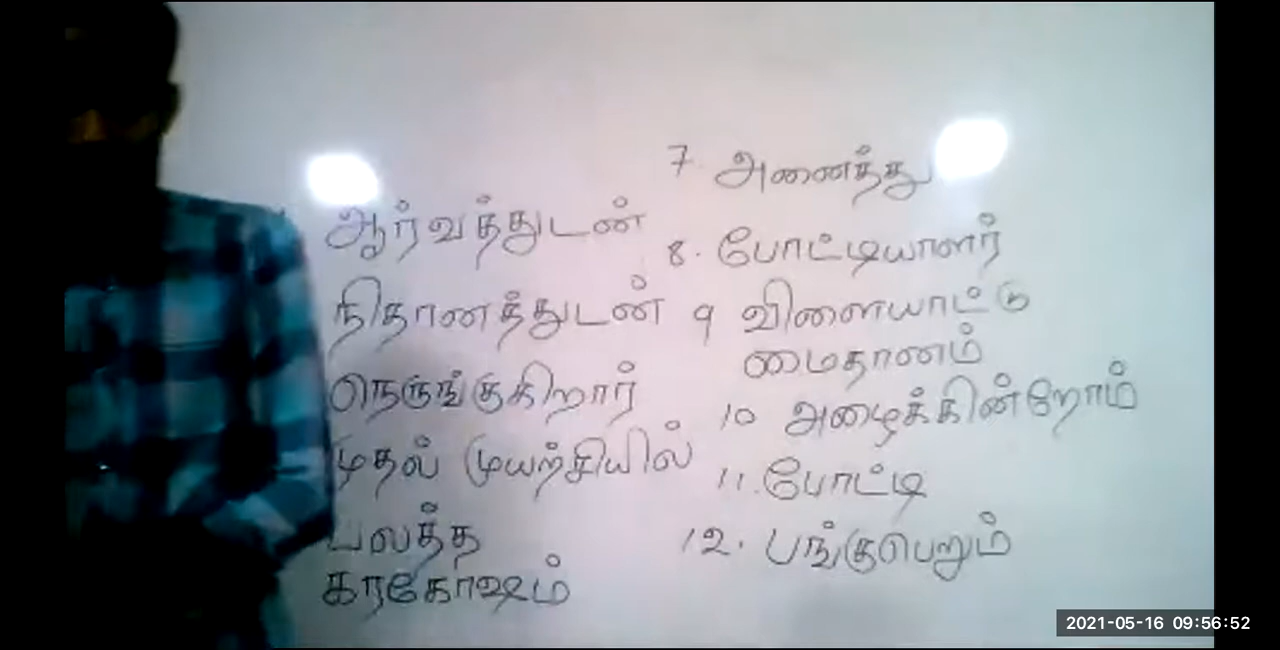 ஆர்வத்துடன்
நிதானத்துடன்
நெருங்குகிறார்
முதல் முயற்சியில்
பலத்த
கரகோஷம்
7. அனைத்து
8. போட்டியாளர்
9 விளையாட்டு
மைதானம்
10 அழைக்கின்றோம்
11. போட்டி
12. பங்குபெறும்
2021-05-16 09:56:52